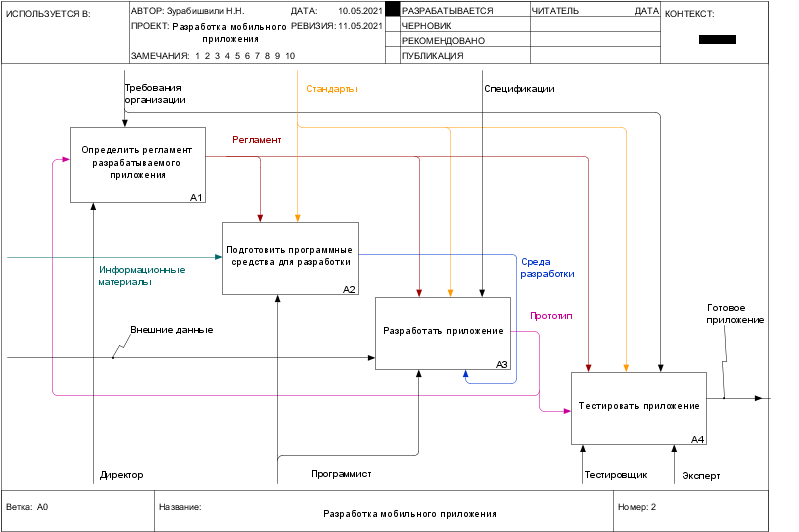 ИСПОЛЬЗУЕТСЯ В:
АВТОР: Зурабишвили Н.Н.
ДАТА: 10.05.2021
РАЗРАБАТЫВАЕТСЯ
ЧИТАТЕЛЬ
ДАТА
КОНТЕКСТ:
ПРОЕКТ: Разработка мобильного
приложения
РЕВИЗИЯ: 11.05.2021
ЧЕРНОВИК
РЕКОМЕНДОВАНО
ЗАМЕЧАНИЯ: 1 2 3 4 5 6 7 8 9 10
ПУБЛИКАЦИЯ
Требования
организации
Стандарты
Спецификации
Регламент
Определить регламент
разрабатываемого
приложения
A1
Подготовить программные
средства для разработки
A2
Информационные
материалы
Среда
разработки
Внешние данные
Разработать приложение
A3
Прототип
Готовое
приложение
Тестировать приложение
A4
Директор
Программист
Тестировщик
Эксперт
Ветка: A0
Название:
Разработка мобильного приложения
Номер: 2